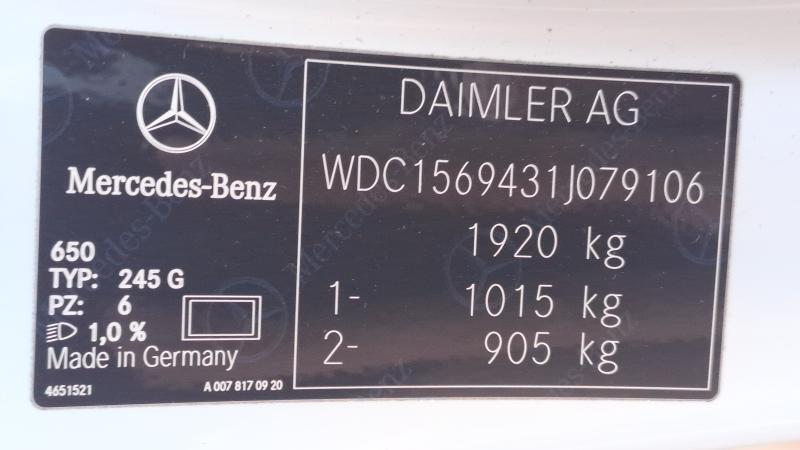 Mercedes-Benz
650
TYP: 245 G
PZ: 6
1,0 %
Made in Germany
4651521
A 007 817 09 20
DAIMLER AG
WDC1569431J079106
1920 kg
1- 1015 kg
2- 905 kg